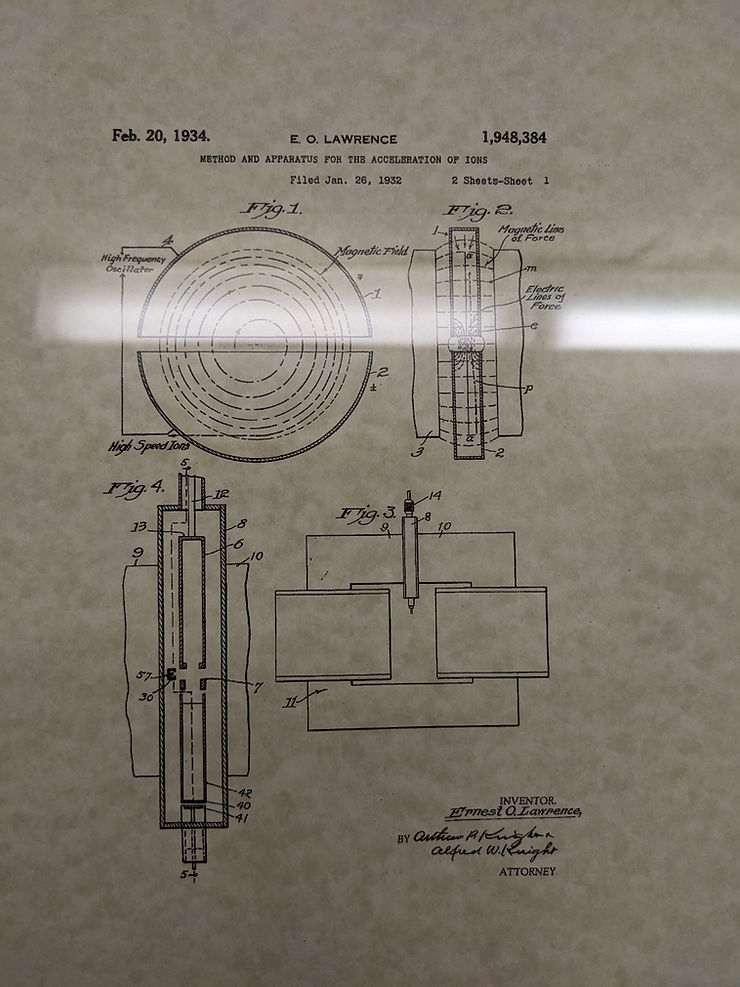 Feb. 20, 1934.
E. O. LAWRENCE
1,948,384
METHOD AND APPARATUS FOR THE ACCELERATION OF IONS
Filed Jan. 26, 1932
2 Sheets-Sheet 1
Fig. 1.
4
High Frequency
Oscillator
Magnetic Field
1
2
±
High Speed Ions
Fig. 2.
1
Magnetic Lines
of Force
a
m
Electric
Lines of
Force
e
p
a
3
2
Fig. 4.
5
12
13
8
6
9
10
57
30
7
42
40
41
5
Fig. 3.
14
9
8
10
11
INVENTOR.
Ernest O. Lawrence,
BY Arthur P. Knight
Alfred W. Knight
ATTORNEY.